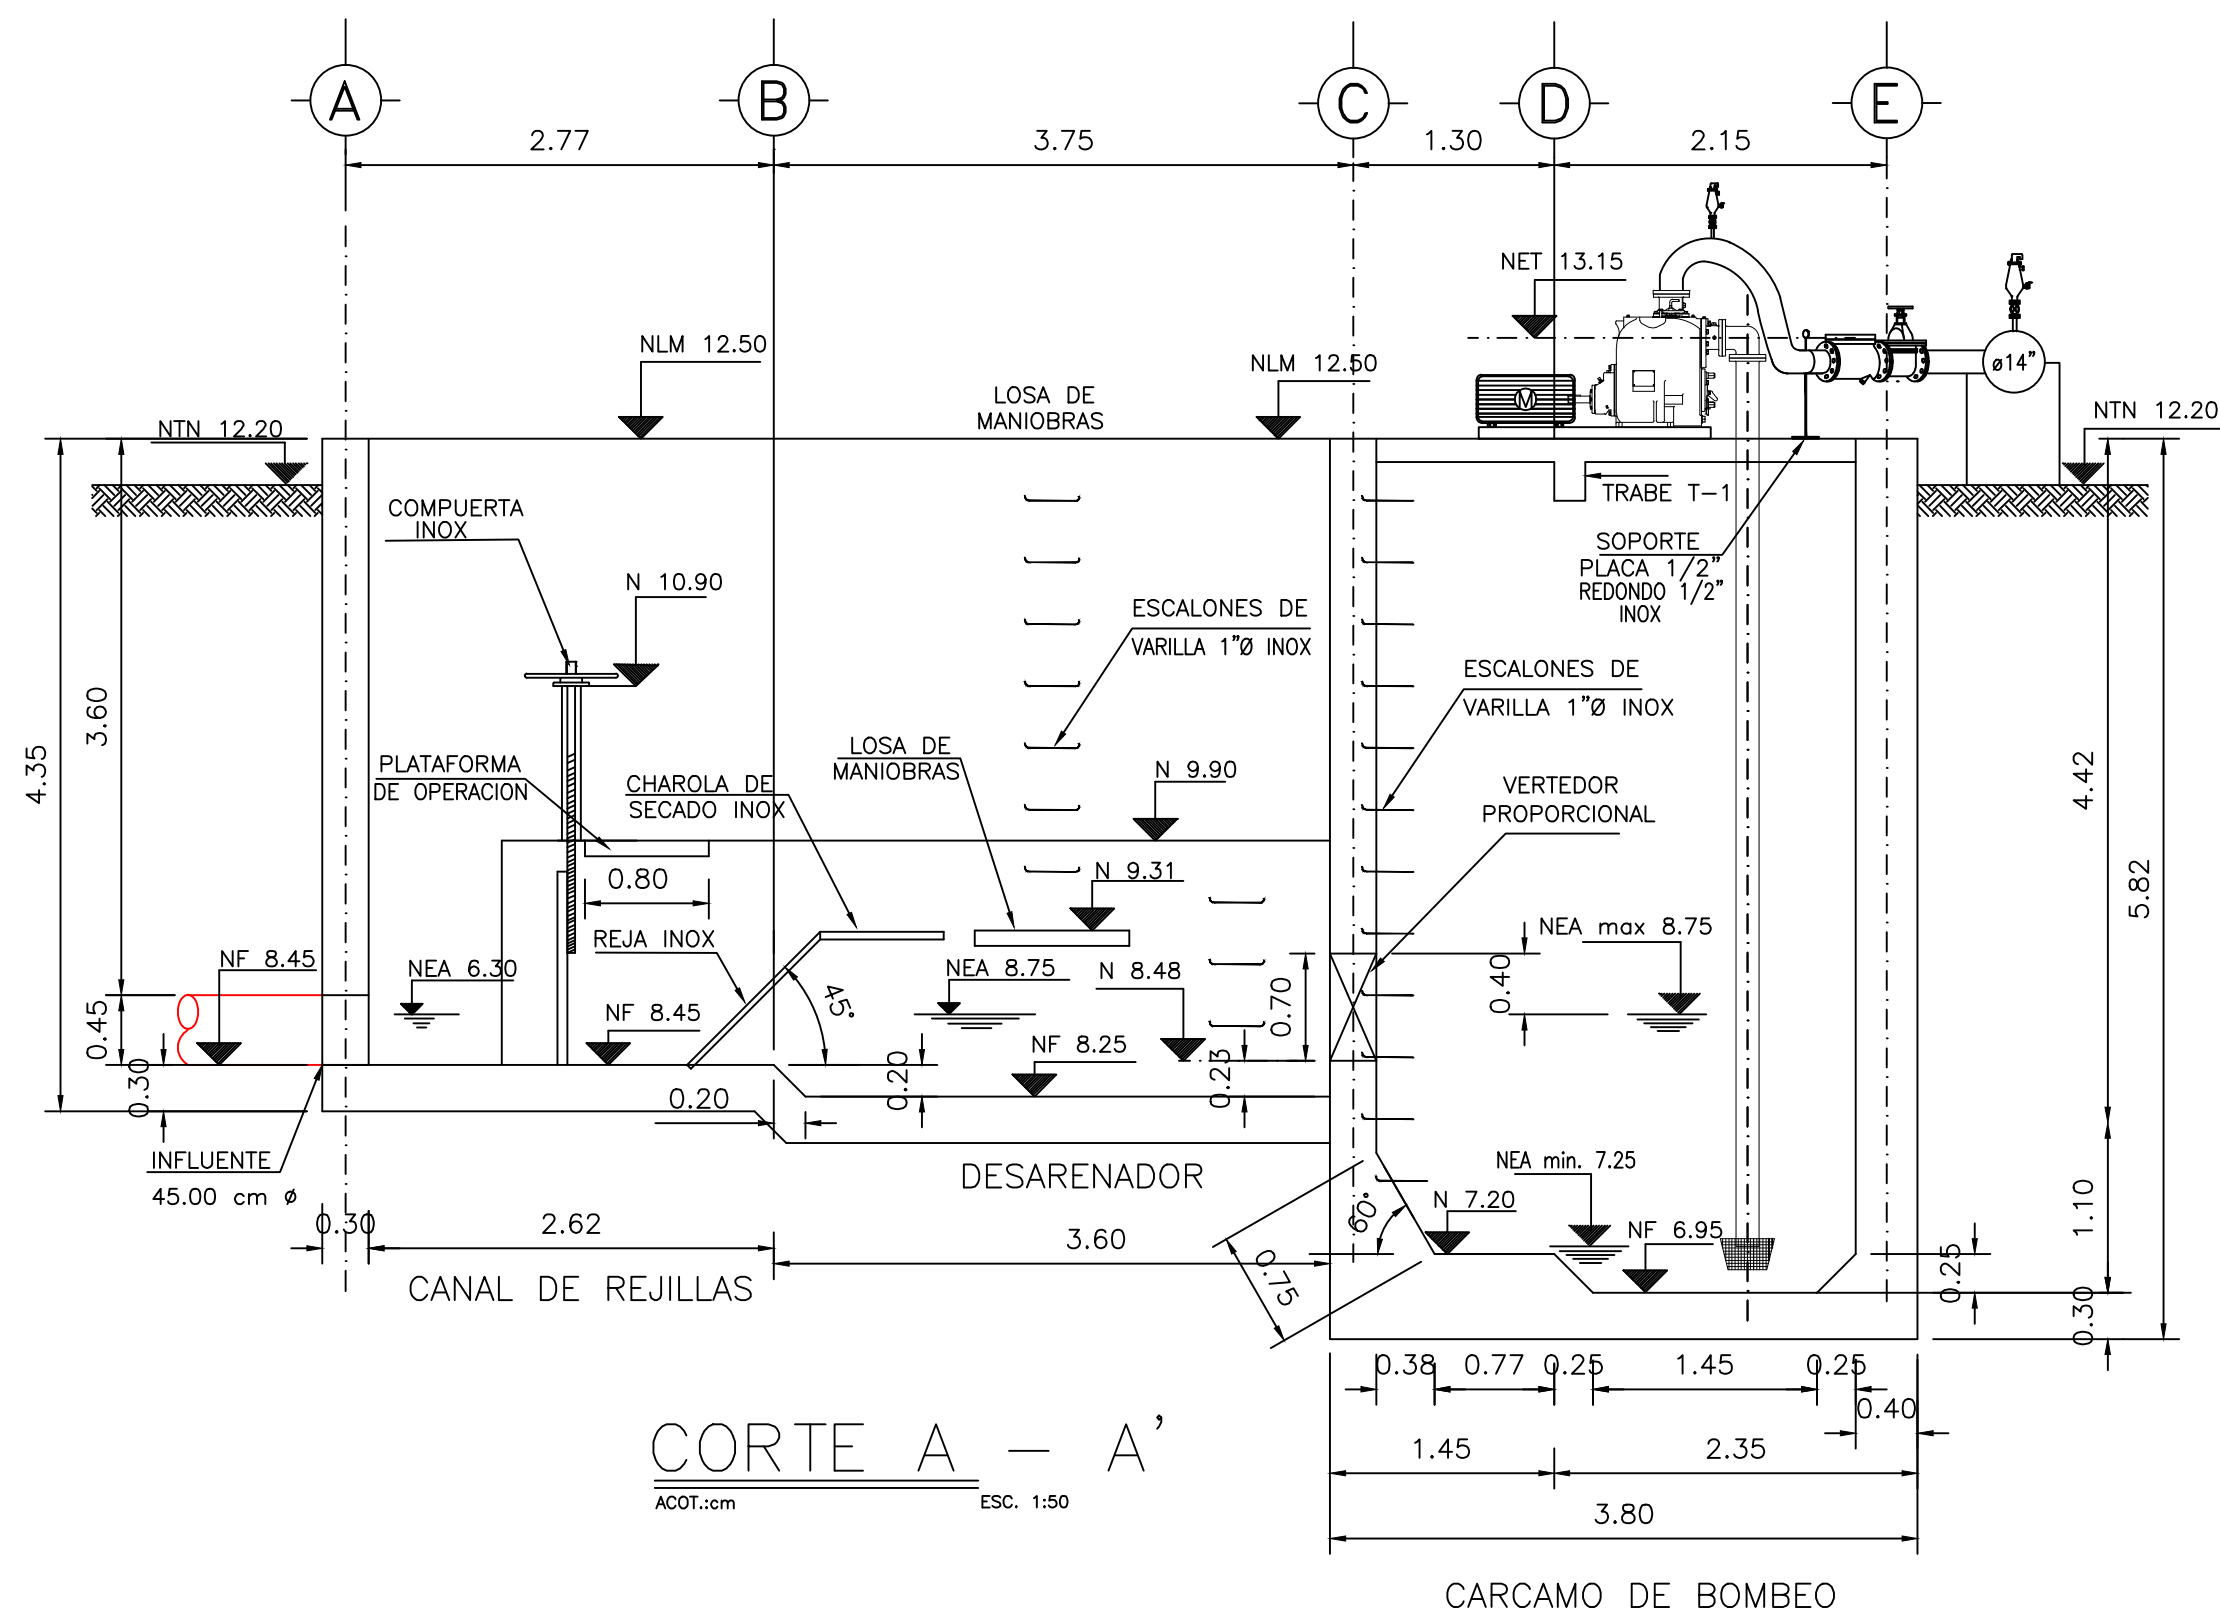 A
B
C
D
E
2.77
3.75
1.30
2.15
NET 13.15
NLM 12.50
NLM 12.50
LOSA DE
MANIOBRAS
M
ø14"
NTN 12.20
NTN 12.20
TRABE T-1
COMPUERTA
INOX
SOPORTE
PLACA 1/2"
REDONDO 1/2"
INOX
N 10.90
ESCALONES DE
VARILLA 1"Ø INOX
ESCALONES DE
VARILLA 1"Ø INOX
3.60
4.35
4.42
5.82
PLATAFORMA
DE OPERACION
CHAROLA DE
SECADO INOX
LOSA DE
MANIOBRAS
N 9.90
VERTEDOR
PROPORCIONAL
0.80
N 9.31
REJA INOX
NEA max 8.75
NF 8.45
NEA 6.30
NEA 8.75
N 8.48
0.40
0.70
45°
0.45
NF 8.45
NF 8.25
0.30
0.20
0.20
0.23
INFLUENTE
45.00 cm ø
DESARENADOR
NEA min. 7.25
N 7.20
60°
NF 6.95
1.10
0.30
2.62
3.60
0.75
0.25
0.30
CANAL DE REJILLAS
0.38
0.77
0.25
1.45
0.25
0.40
CORTE A - A'
1.45
2.35
ACOT.:cm
ESC. 1:50
3.80
CARCAMO DE BOMBEO